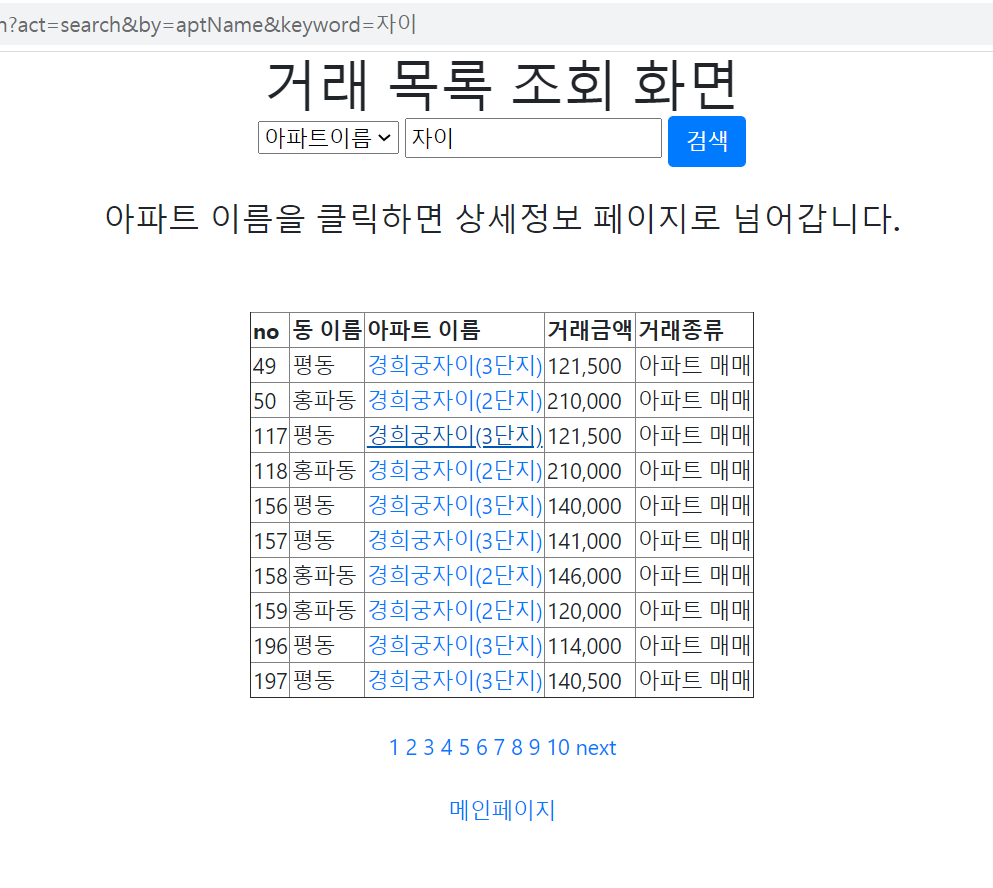 n?act=search&by=aptName&keyword=자이
거래 목록 조회 화면
아파트이름 자이 검색
아파트 이름을 클릭하면 상세정보 페이지로 넘어갑니다.
no 동 이름 아파트 이름 거래금액 거래종류
49 평동 경희궁자이(3단지) 121,500 아파트 매매
50 홍파동 경희궁자이(2단지) 210,000 아파트 매매
117 평동 경희궁자이(3단지) 121,500 아파트 매매
118 홍파동 경희궁자이(2단지) 210,000 아파트 매매
156 평동 경희궁자이(3단지) 140,000 아파트 매매
157 평동 경희궁자이(3단지) 141,000 아파트 매매
158 홍파동 경희궁자이(2단지) 146,000 아파트 매매
159 홍파동 경희궁자이(2단지) 120,000 아파트 매매
196 평동 경희궁자이(3단지) 114,000 아파트 매매
197 평동 경희궁자이(3단지) 140,500 아파트 매매
1 2 3 4 5 6 7 8 9 10 next
메인페이지